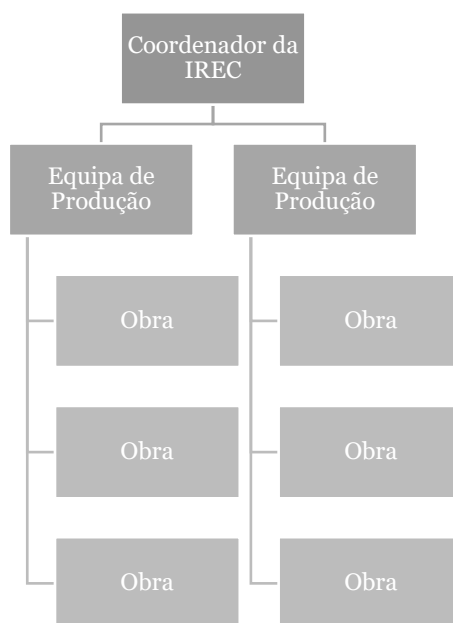 Coordenador da
IREC
Equipa de
Produção
Equipa de
Produção
Obra
Obra
Obra
Obra
Obra
Obra